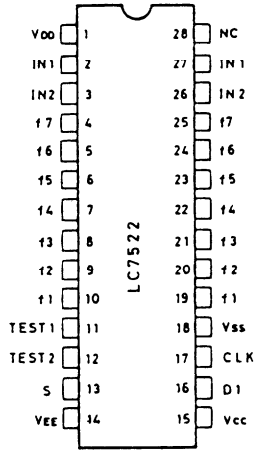 VDD 1 28 NC
IN1 2 27 IN1
IN2 3 26 IN2
f7 4 25 f7
f6 5 24 f6
f5 6 23 f5
f4 7 22 f4
f3 8 21 f3
f2 9 20 f2
f1 10 19 f1
TEST1 11 18 VSS
TEST2 12 17 CLK
S 13 16 D1
VEE 14 15 VCC
LC7522